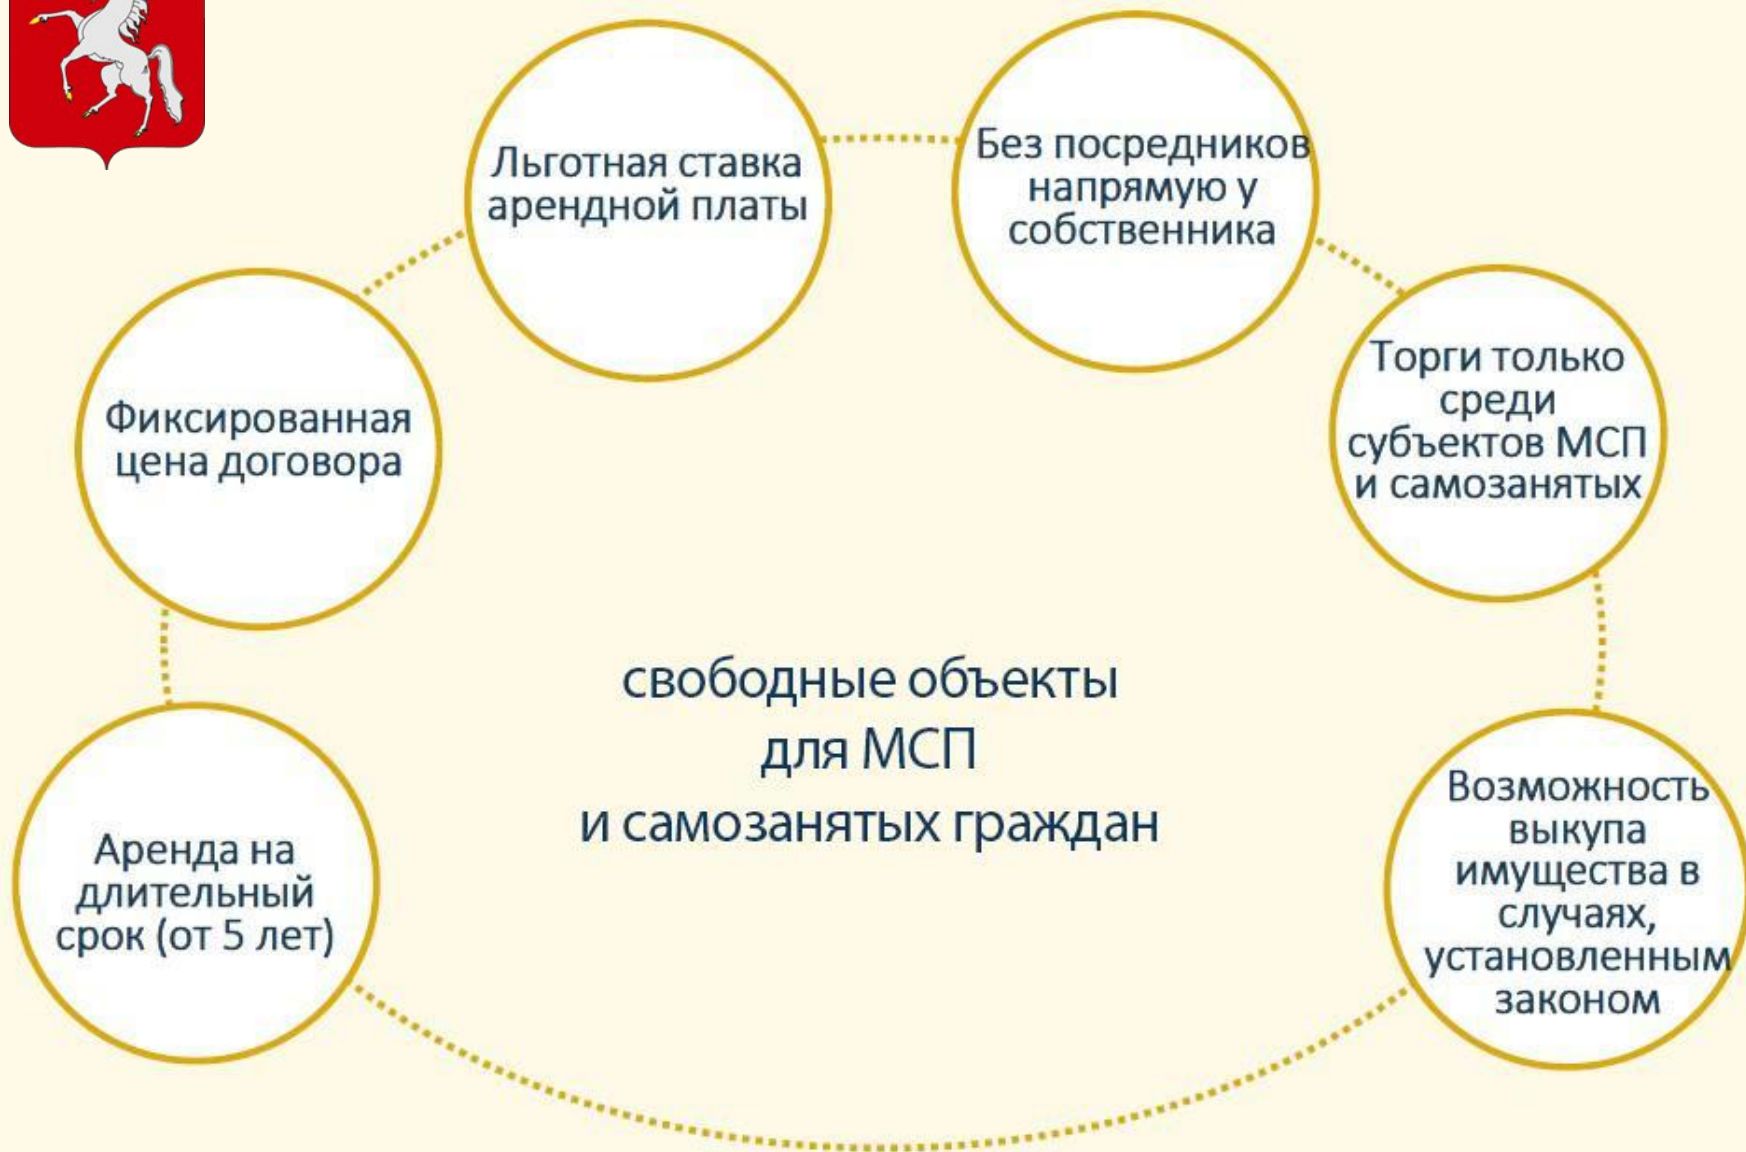 Льготная ставка
арендной платы
Без посредников
напрямую у
собственника
Фиксированная
цена договора
Торги только
среди
субъектов МСП
и самозанятых
свободные объекты
для МСП
и самозанятых граждан
Аренда на
длительный
срок (от 5 лет)
Возможность
выкупа
имущества в
случаях,
установленным
законом